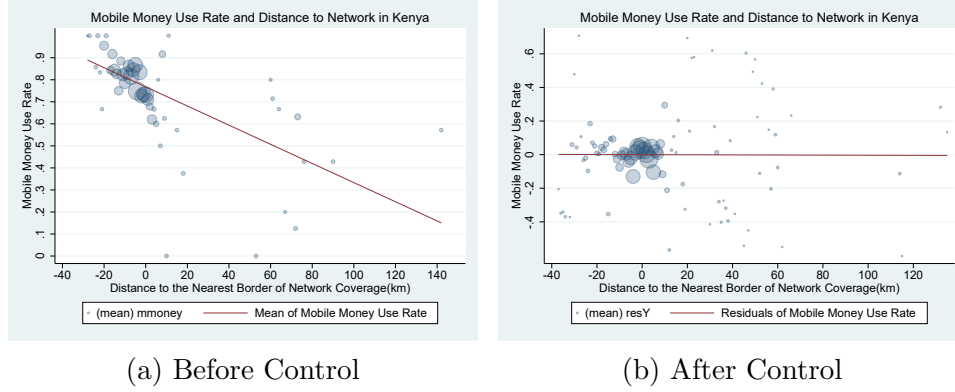 Mobile Money Use Rate and Distance to Network in Kenya
Mobile Money Use Rate
.9
.8
.7
.6
.5
.4
.3
.2
.1
0
-40 -20 0 20 40 60 80 100 120 140
Distance to the Nearest Border of Network Coverage(km)
(mean) mmoney Mean of Mobile Money Use Rate
(a) Before Control
Mobile Money Use Rate and Distance to Network in Kenya
Mobile Money Use Rate
.6
.4
.2
0
-.2
-.4
-40 -20 0 20 40 60 80 100 120
Distance to the Nearest Border of Network Coverage(km)
(mean) resY Residuals of Mobile Money Use Rate
(b) After Control